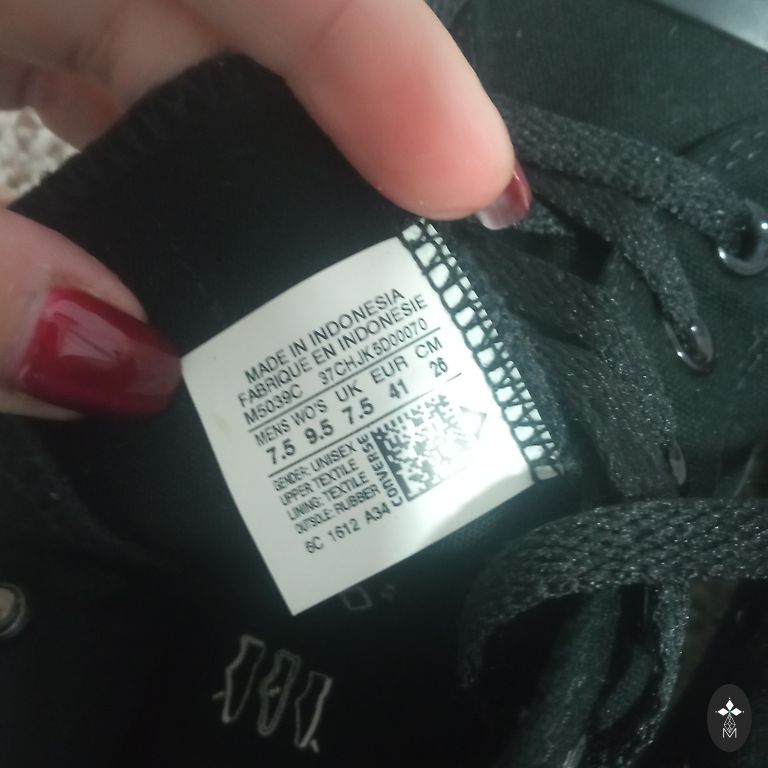 MADE IN INDONESIA
FABRIQUE EN INDONESIE
M5039C 37CHJK5D00070
MENS WO'S UK EUR CM
7.5 9.5 7.5 41 26
GENDER: UNISEX
UPPER: TEXTILE
LINING: TEXTILE
OUTSOLE: RUBBER
CONVERSE
6C 1612 A34
M